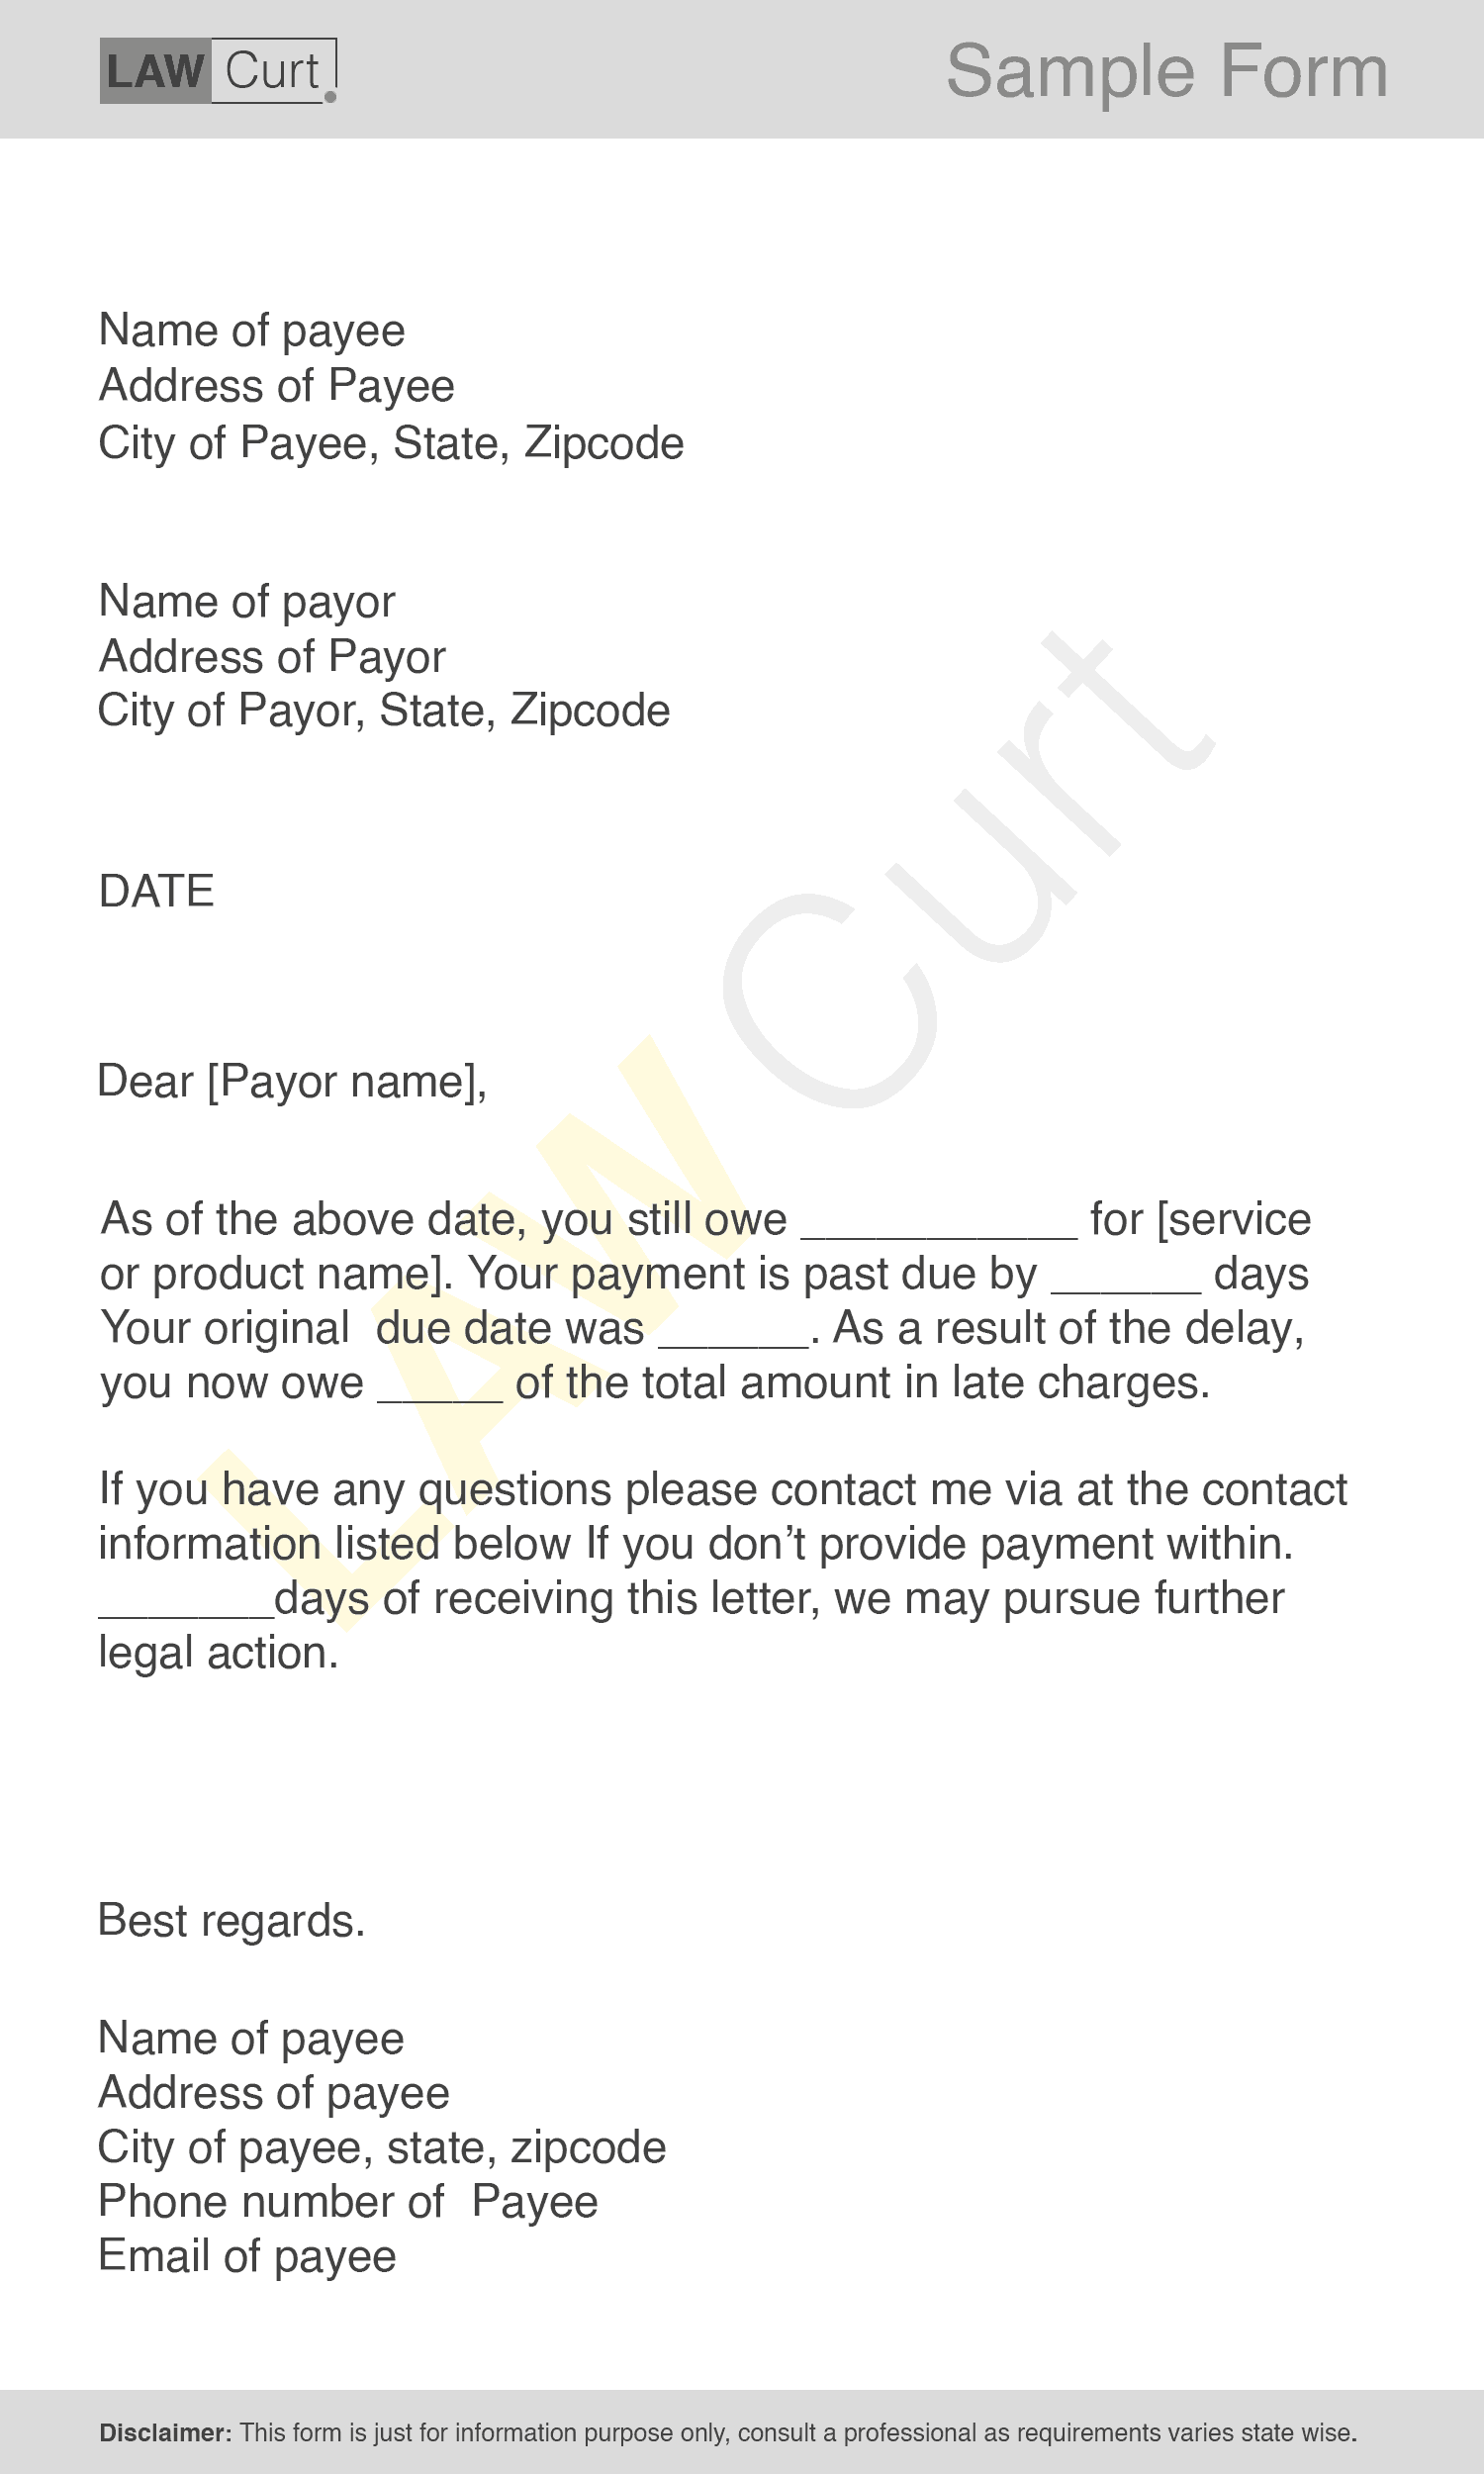 LAW Curt.
Sample Form
Name of payee
Address of Payee
City of Payee, State, Zipcode
Name of payor
Address of Payor
City of Payor, State, Zipcode
DATE
Dear [Payor name],
As of the above date, you still owe ___________ for [service
or product name]. Your payment is past due by ______ days
Your original  due date was ______. As a result of the delay,
you now owe _____ of the total amount in late charges.
If you have any questions please contact me via at the contact
information listed below If you don’t provide payment within.
_______days of receiving this letter, we may pursue further
legal action.
Best regards.
Name of payee
Address of payee
City of payee, state, zipcode
Phone number of  Payee
Email of payee
LAW Curt
Disclaimer: This form is just for information purpose only, consult a professional as requirements varies state wise.